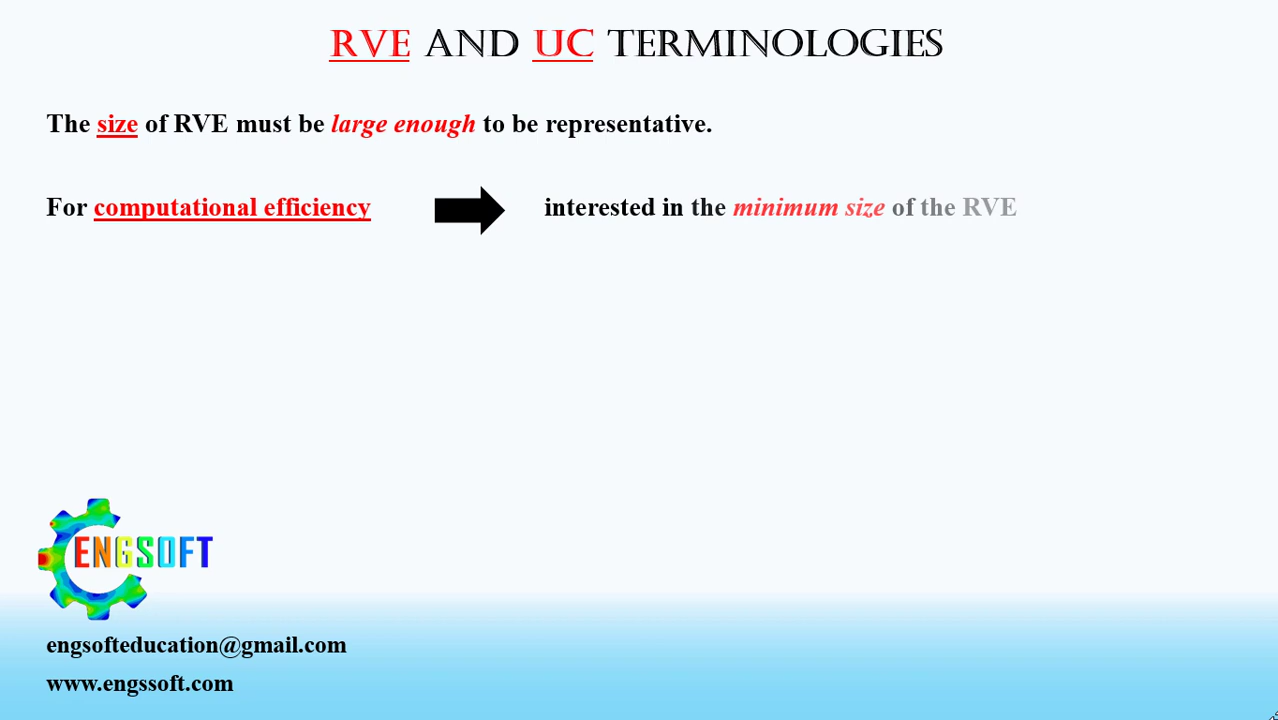 RVE AND UC TERMINOLOGIES
The size of RVE must be large enough to be representative.
For computational efficiency interested in the minimum size of the RVE
ENGSOFT
engsofteducation@gmail.com
www.engssoft.com